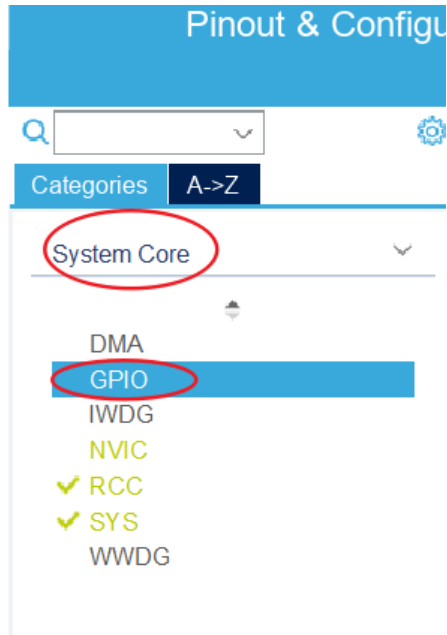 Pinout & Configu
Categories A->Z
System Core
DMA
GPIO
IWDG
NVIC
RCC
SYS
WWDG